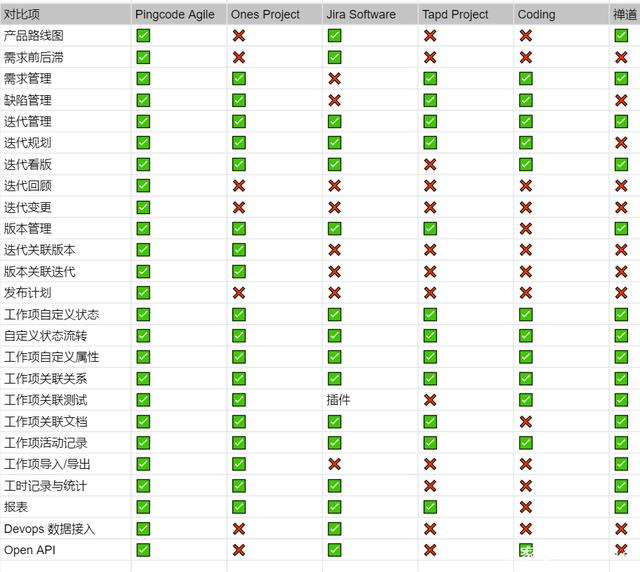 对比项 Pingcode Agile Ones Project Jira Software Tapd Project Coding 禅道
产品路线图
需求前后滞
需求管理
缺陷管理
迭代管理
迭代规划
迭代看版
迭代回顾
迭代变更
版本管理
迭代关联版本
版本关联迭代
发布计划
工作项自定义状态
自定义状态流转
工作项自定义属性
工作项关联关系
工作项关联测试 插件
工作项关联文档
工作项活动记录
工作项导入/导出
工时记录与统计
报表
Devops 数据接入
Open API